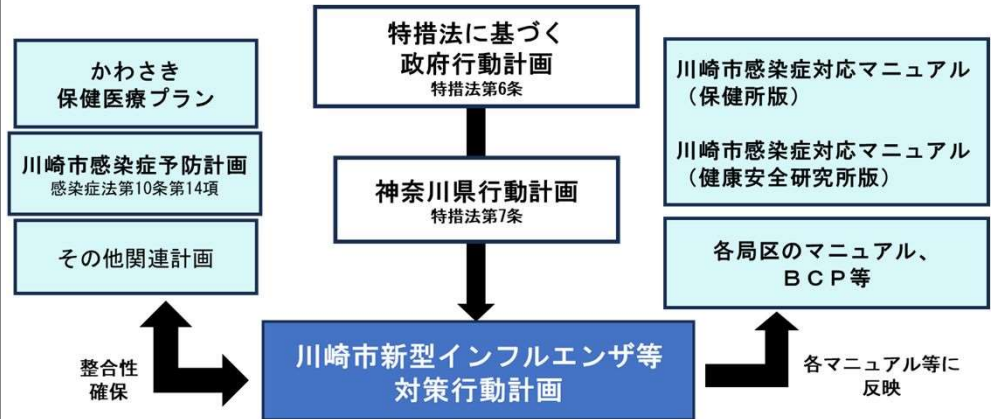 かわさき
保健医療プラン
川崎市感染症予防計画
感染症法第10条第14項
その他関連計画
整合性
確保
特措法に基づく
政府行動計画
特措法第6条
神奈川県行動計画
特措法第7条
川崎市新型インフルエンザ等
対策行動計画
川崎市感染症対応マニュアル
（保健所版）
川崎市感染症対応マニュアル
（健康安全研究所版）
各局区のマニュアル、
ＢＣＰ等
各マニュアル等に
反映